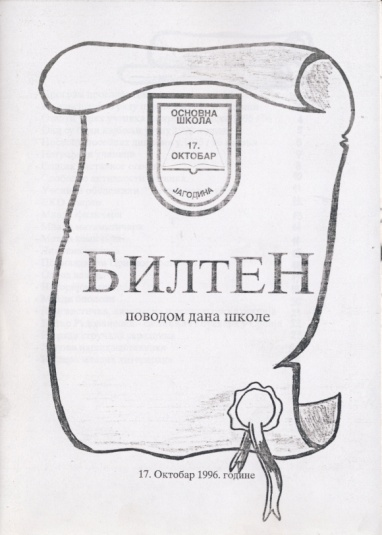 ОСНОВНА
ШКОЛА
17.
ОКТОБАР
ЈАГОДИНА
БИЛТЕН
поводом дана школе
17. Октобар 1996. године